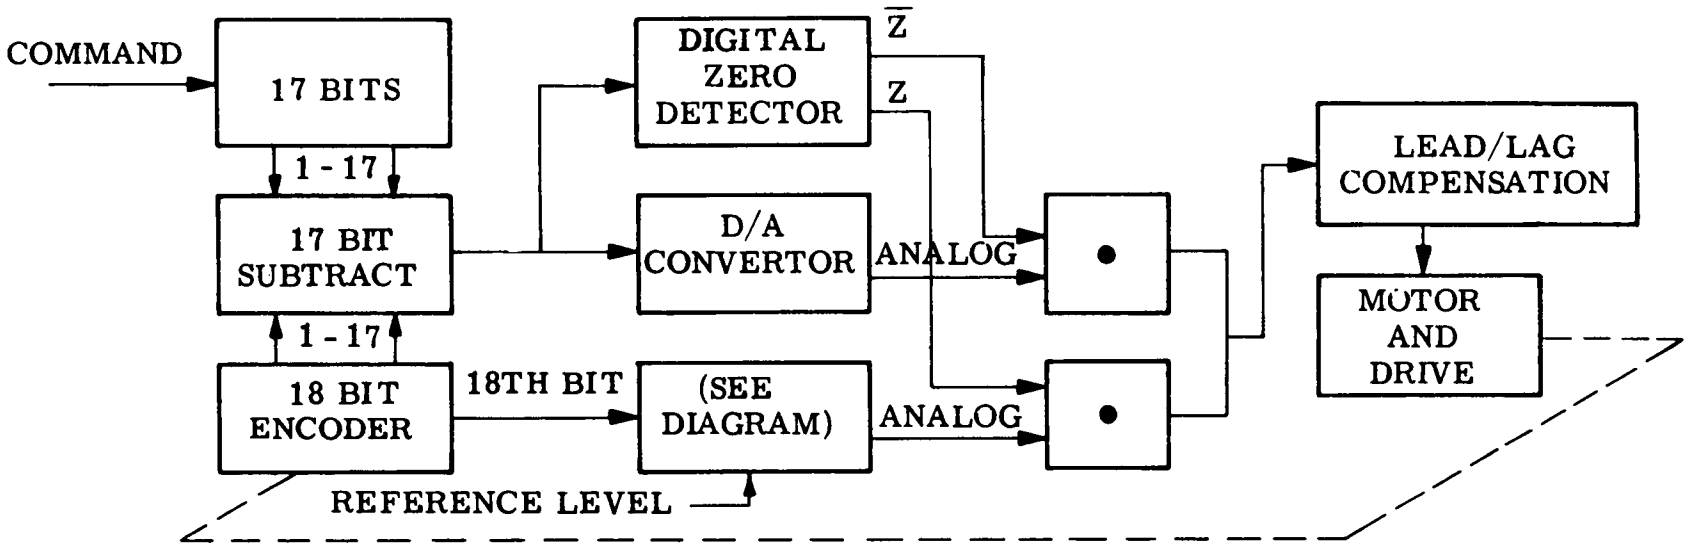 COMMAND
17 BITS
1 - 17
17 BIT
SUBTRACT
1 - 17
18 BIT
ENCODER
18TH BIT
REFERENCE LEVEL
DIGITAL
ZERO
DETECTOR
Z̅
Z
D/A
CONVERTOR
ANALOG
(SEE
DIAGRAM)
ANALOG
LEAD/LAG
COMPENSATION
MOTOR
AND
DRIVE